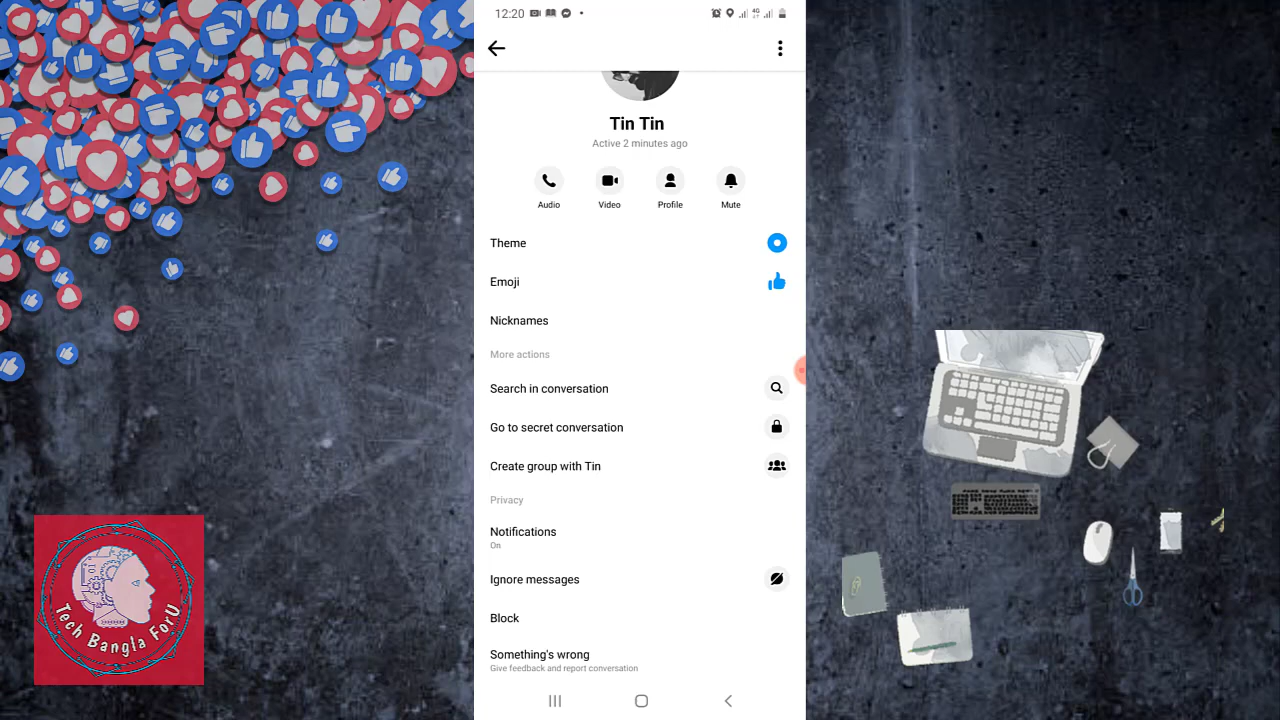 12:20
4G
Tin Tin
Active 2 minutes ago
Audio Video Profile Mute
Theme
Emoji
Nicknames
More actions
Search in conversation
Go to secret conversation
Create group with Tin
Privacy
Notifications
On
Ignore messages
Block
Something's wrong
Give feedback and report conversation
Tech Bangla ForU